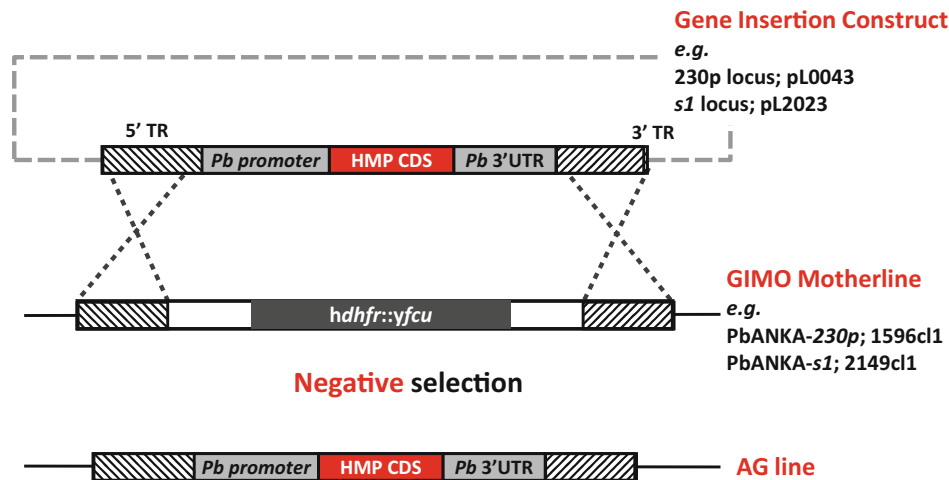 Gene Insertion Construct
e.g.
230p locus; pL0043
s1 locus; pL2023
5’ TR
3’ TR
Pb promoter
HMP CDS
Pb 3’UTR
GIMO Motherline
e.g.
PbANKA-230p; 1596cl1
PbANKA-s1; 2149cl1
hdhfr::yfcu
Negative selection
Pb promoter
HMP CDS
Pb 3’UTR
AG line